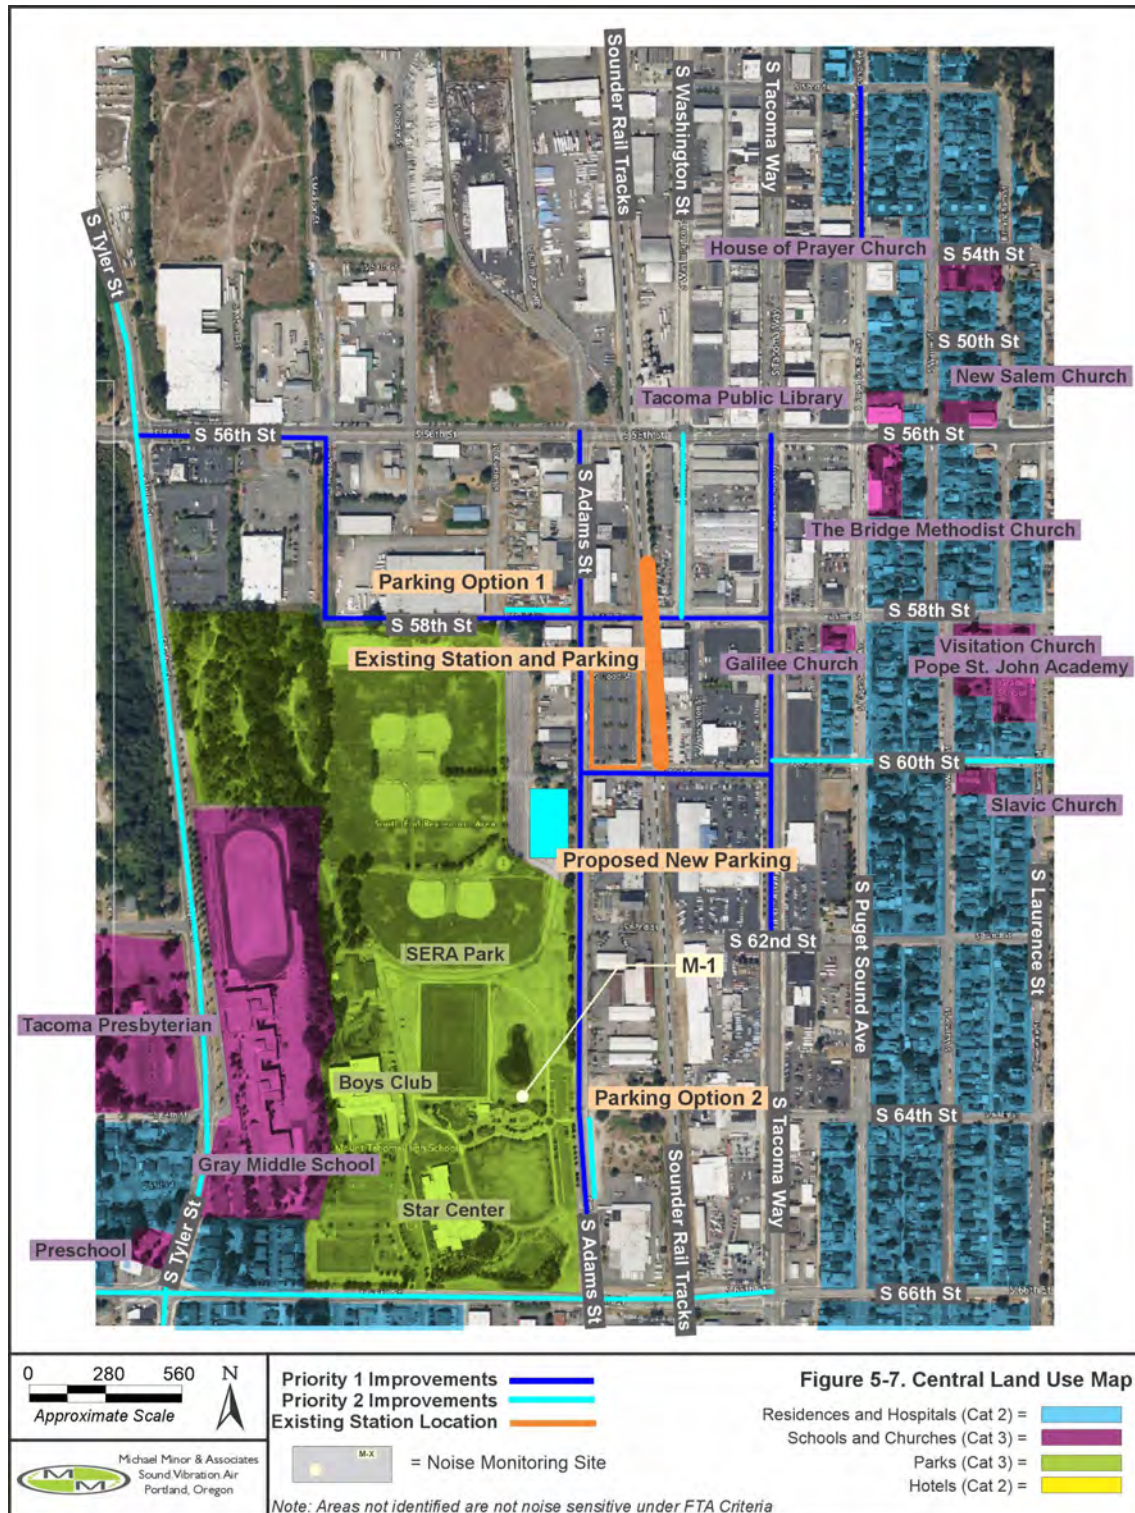 Sounder Rail Tracks
S Washington St
S Tacoma Way
S Tyler St
House of Prayer Church
S 54th St
S 50th St
New Salem Church
Tacoma Public Library
S 56th St
S 56th St
S 56th St
S Adams St
The Bridge Methodist Church
Parking Option 1
S 58th St
S 58th St
Existing Station and Parking
Galilee Church
Visitation Church
Pope St. John Academy
S 60th St
Slavic Church
Proposed New Parking
S Puget Sound Ave
S Laurence St
S 62nd St
SERA Park
M-1
Tacoma Presbyterian
Boys Club
Parking Option 2
S 64th St
S Tacoma Way
Mount Tahoma High School
Gray Middle School
Star Center
Sounder Rail Tracks
Preschool
S Tyler St
S Adams St
S 66th St
0 280 560 N
Approximate Scale
Priority 1 Improvements
Priority 2 Improvements
Existing Station Location
M-X
= Noise Monitoring Site
Note: Areas not identified are not noise sensitive under FTA Criteria
Figure 5-7. Central Land Use Map
Residences and Hospitals (Cat 2) =
Schools and Churches (Cat 3) =
Parks (Cat 3) =
Hotels (Cat 2) =
MM
Michael Minor & Associates
Sound.Vibration.Air
Portland, Oregon